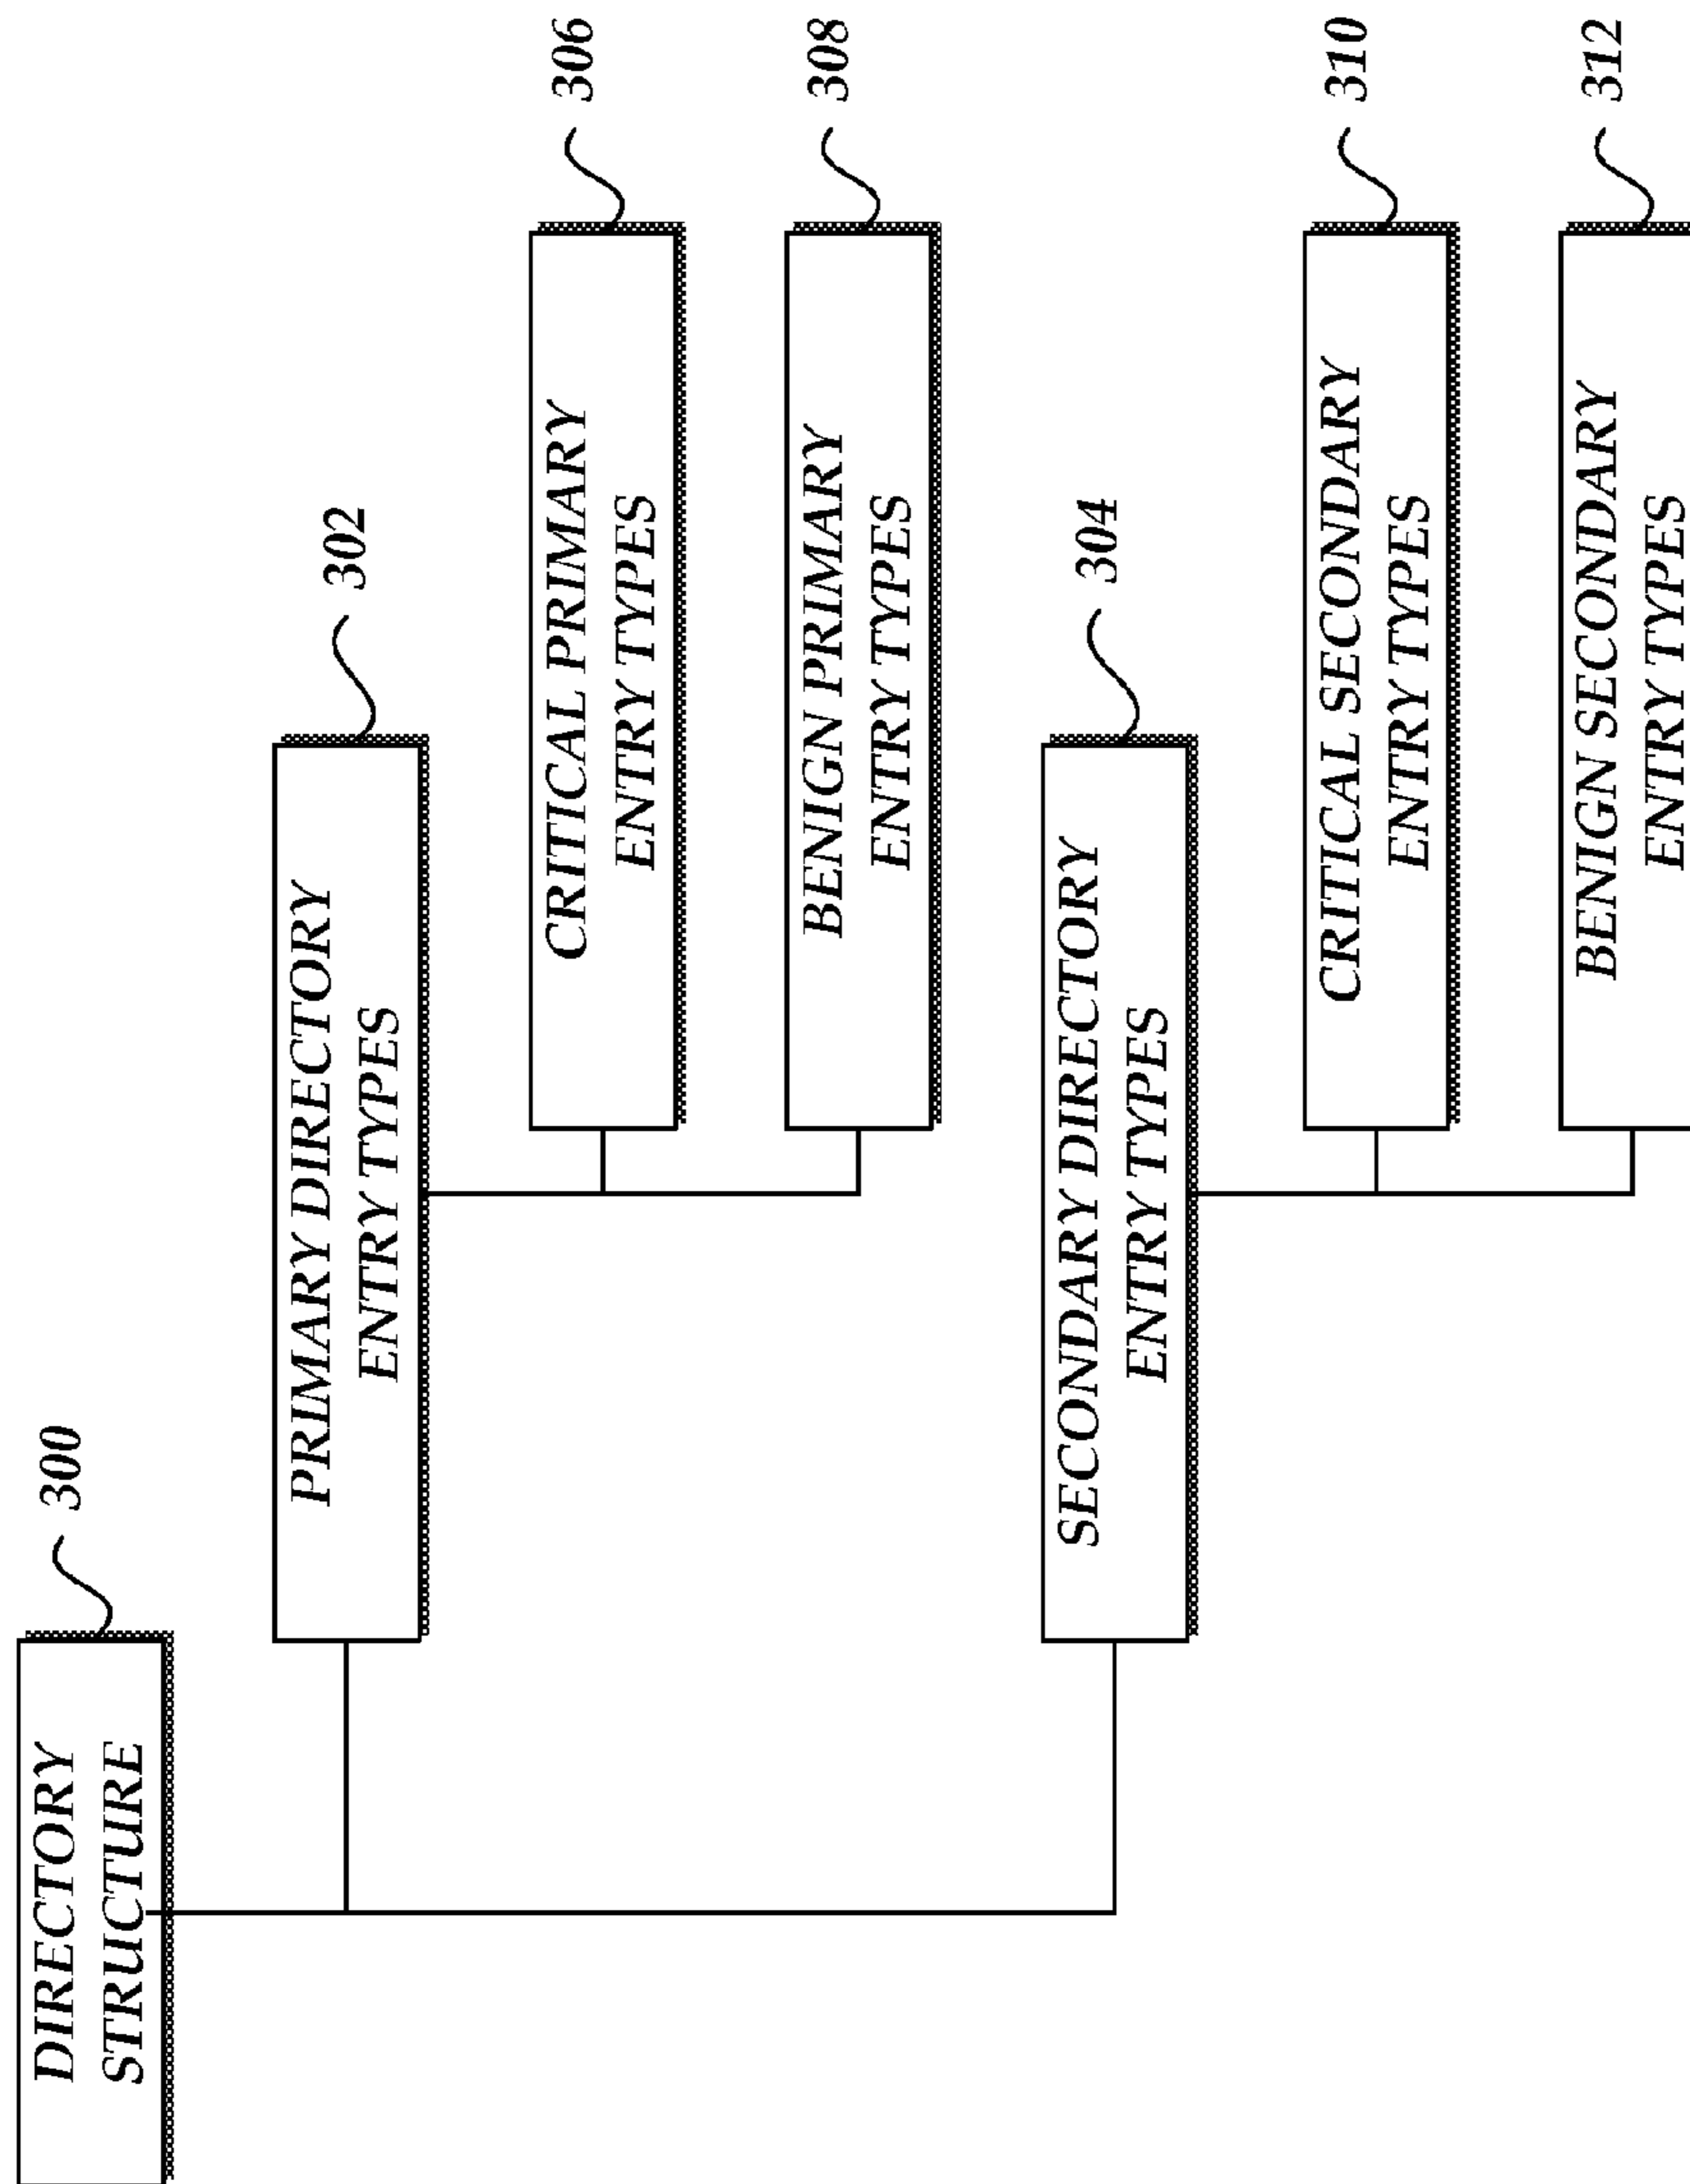 300
DIRECTORY
STRUCTURE
302
PRIMARY DIRECTORY
ENTRY TYPES
306
CRITICAL PRIMARY
ENTRY TYPES
308
BENIGN PRIMARY
ENTRY TYPES
304
SECONDARY DIRECTORY
ENTRY TYPES
310
CRITICAL SECONDARY
ENTRY TYPES
312
BENIGN SECONDARY
ENTRY TYPES